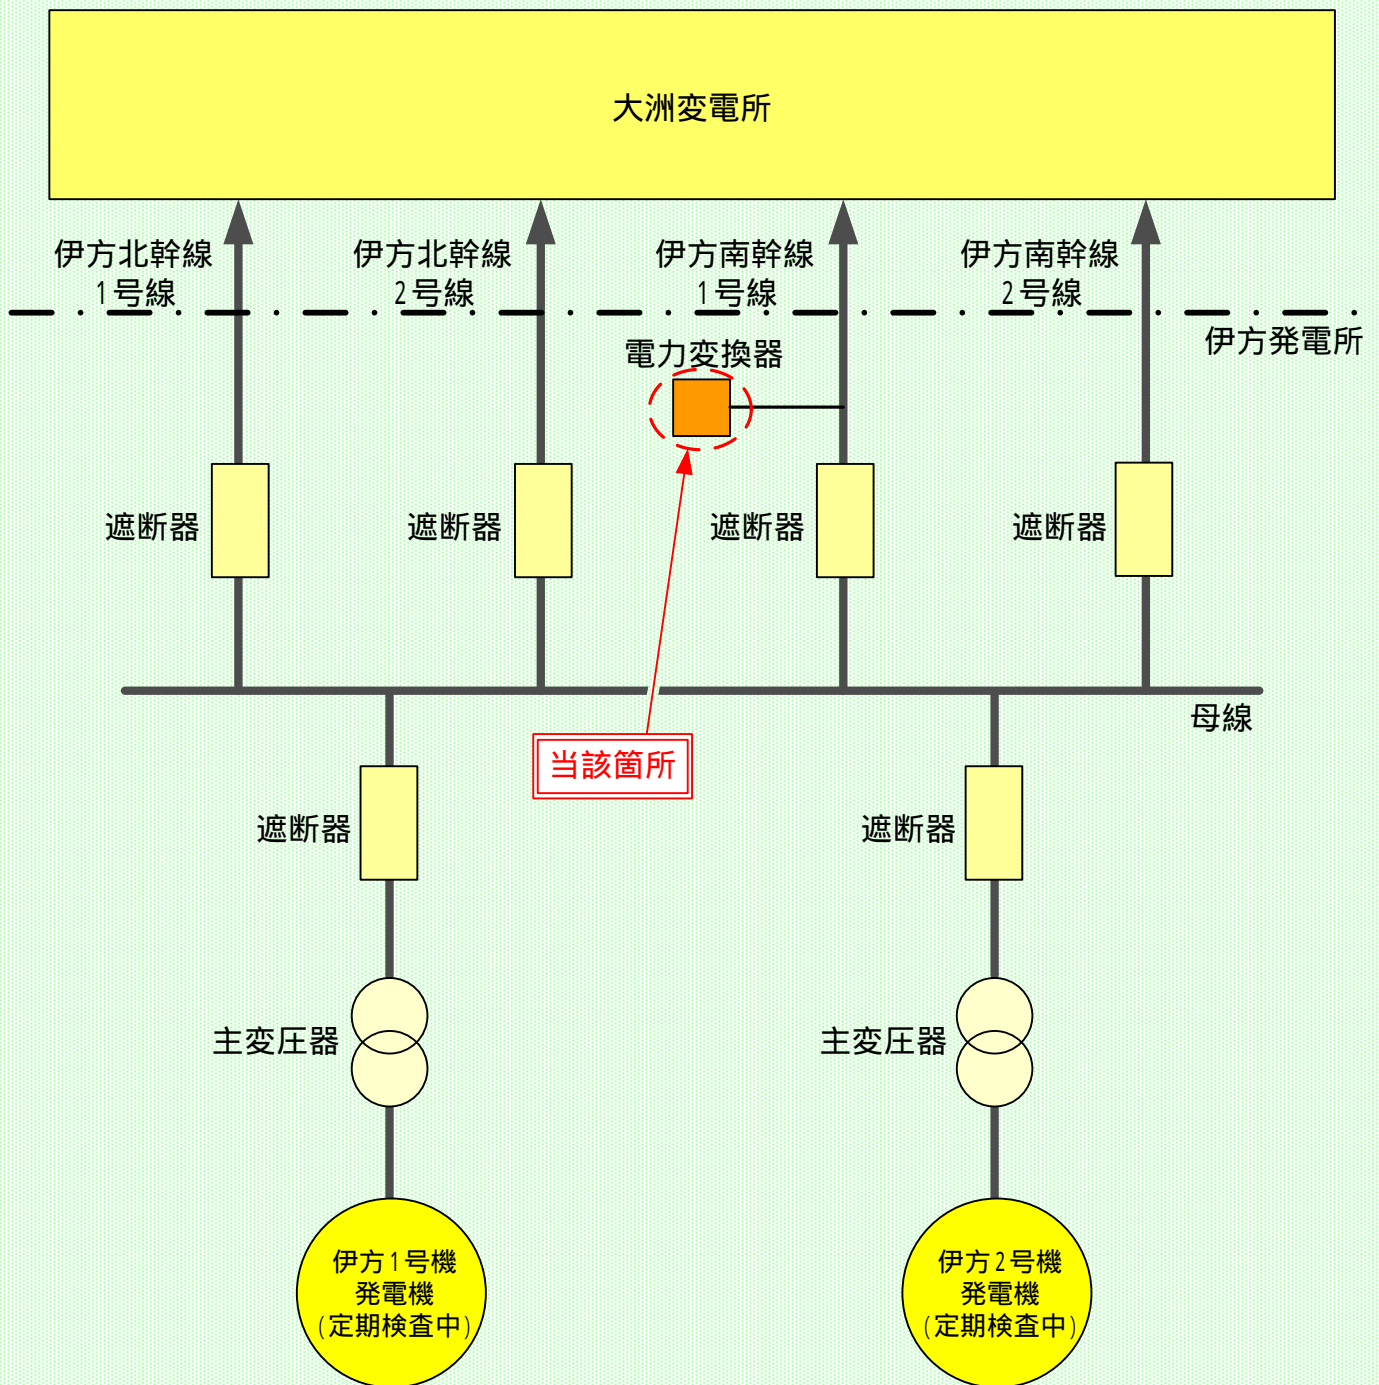 大洲変電所
伊方北幹線
1号線
伊方北幹線
2号線
伊方南幹線
1号線
伊方南幹線
2号線
伊方発電所
電力変換器
遮断器
遮断器
遮断器
遮断器
母線
当該箇所
遮断器
遮断器
主変圧器
主変圧器
伊方1号機
発電機
(定期検査中)
伊方2号機
発電機
(定期検査中)